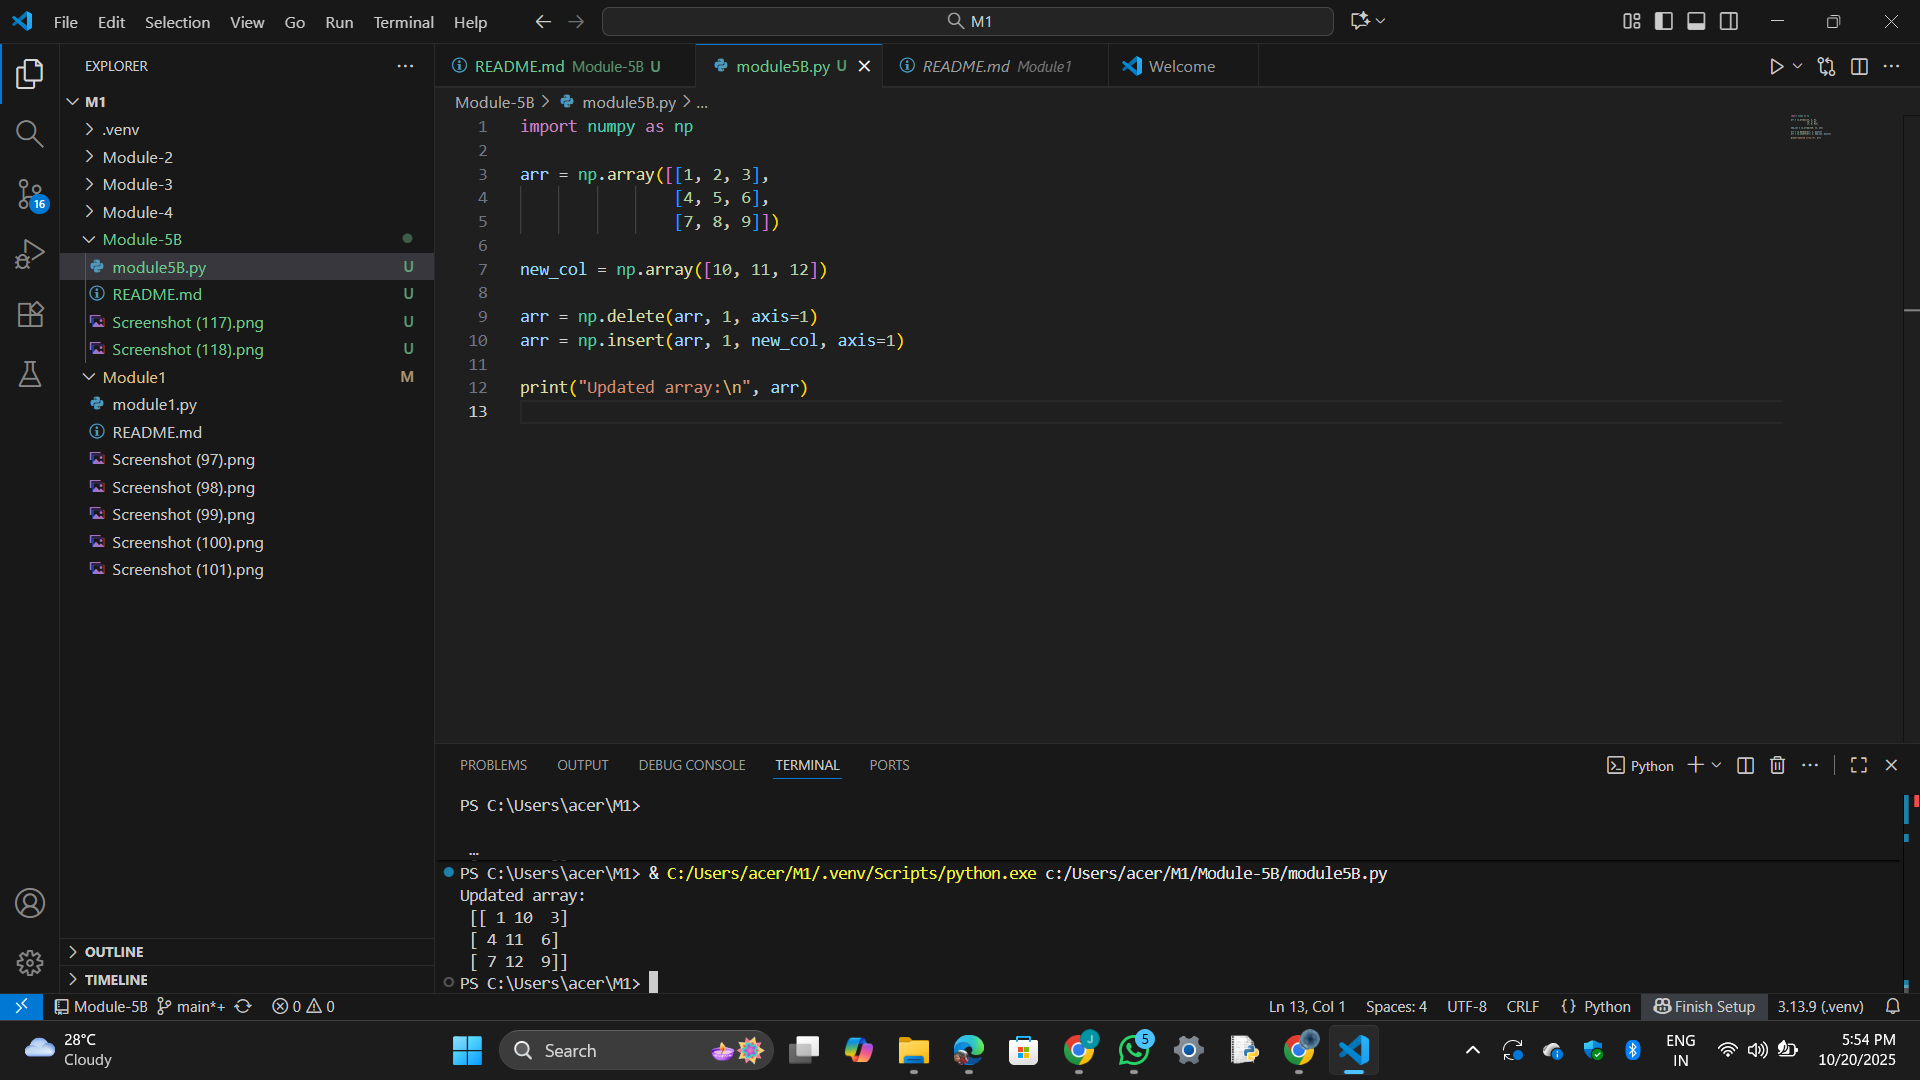 File Edit Selection View Go Run Terminal Help
M1
EXPLORER
M1
.venv
Module-2
Module-3
Module-4
Module-5B
module5B.py U
README.md U
Screenshot (117).png U
Screenshot (118).png U
Module1 M
module1.py
README.md
Screenshot (97).png
Screenshot (98).png
Screenshot (99).png
Screenshot (100).png
Screenshot (101).png
OUTLINE
TIMELINE
16
README.md Module-5B U
module5B.py U
README.md Module1
Welcome
Module-5B > module5B.py > ...
1 import numpy as np
2
3 arr = np.array([[1, 2, 3],
4 [4, 5, 6],
5 [7, 8, 9]])
6
7 new_col = np.array([10, 11, 12])
8
9 arr = np.delete(arr, 1, axis=1)
10 arr = np.insert(arr, 1, new_col, axis=1)
11
12 print("Updated array:\n", arr)
13
PROBLEMS OUTPUT DEBUG CONSOLE TERMINAL PORTS
Python
PS C:\Users\acer\M1>
...
PS C:\Users\acer\M1> & C:/Users/acer/M1/.venv/Scripts/python.exe c:/Users/acer/M1/Module-5B/module5B.py
Updated array:
[[ 1 10  3]
[ 4 11  6]
[ 7 12  9]]
PS C:\Users\acer\M1>
Module-5B main*+ 0 0
Ln 13, Col 1 Spaces: 4 UTF-8 CRLF {} Python Finish Setup 3.13.9 (.venv)
28°C
Cloudy
Search
J
5
ENG
IN
5:54 PM
10/20/2025